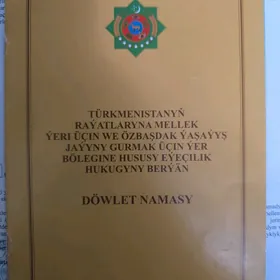 TÜRKMENISTANYŇ
RAÝATLARYNA MELLEK
ÝERI ÜÇIN WE ÖZBAŞDAK ÝAŞAÝYŞ
JAÝYNY GURMAK ÜÇIN ÝER
BÖLEGINE HUSUSY EÝEÇILIK
HUKUGYNY BERÝÄN
DÖWLET NAMASY